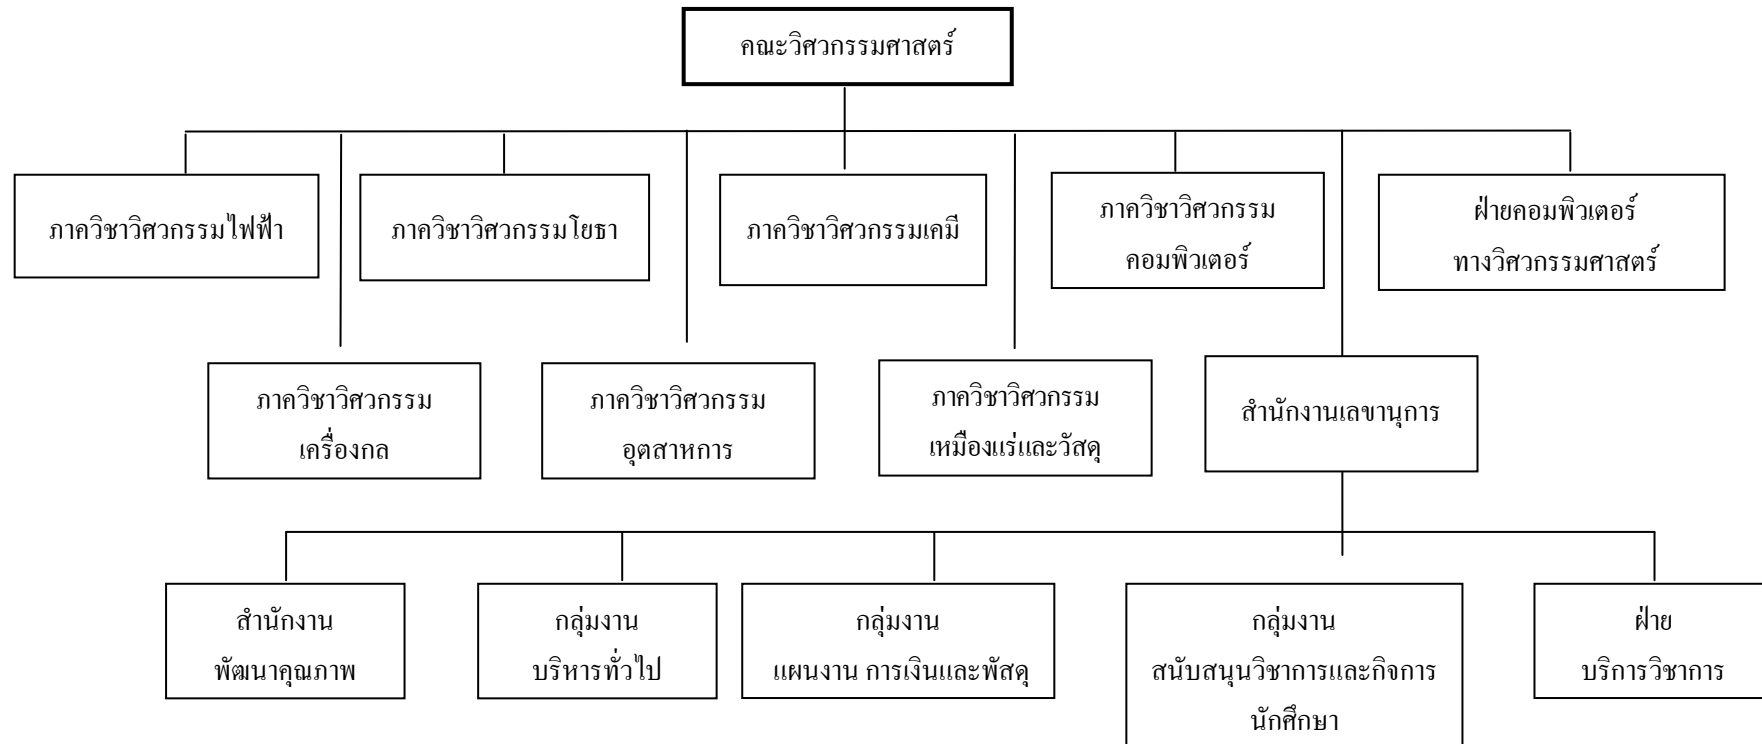 คณะวิศวกรรมศาสตร์
ภาควิชาวิศวกรรมไฟฟ้า
ภาควิชาวิศวกรรมโยธา
ภาควิชาวิศวกรรมเคมี
ภาควิชาวิศวกรรม
คอมพิวเตอร์
ฝ่ายคอมพิวเตอร์
ทางวิศวกรรมศาสตร์
ภาควิชาวิศวกรรม
เครื่องกล
ภาควิชาวิศวกรรม
อุตสาหการ
ภาควิชาวิศวกรรม
เหมืองแร่และวัสดุ
สำนักงานเลขานุการ
สำนักงาน
พัฒนาคุณภาพ
กลุ่มงาน
บริหารทั่วไป
กลุ่มงาน
แผนงาน การเงินและพัสดุ
กลุ่มงาน
สนับสนุนวิชาการและกิจการ
นักศึกษา
ฝ่าย
บริการวิชาการ